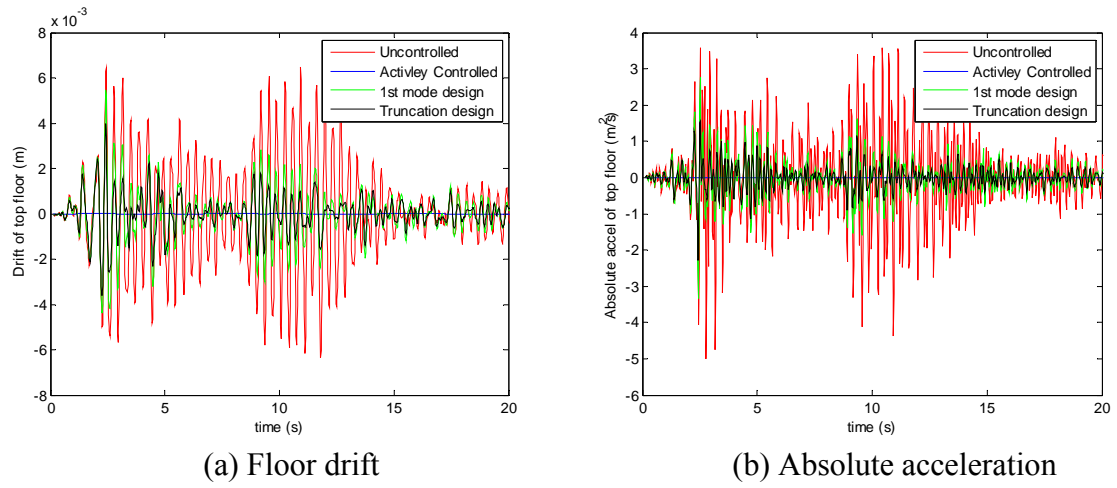 x 10⁻³
8
6
4
2
0
-2
-4
-6
-8
Drift of top floor (m)
0 5 10 15 20
time (s)
Uncontrolled
Activley Controlled
1st mode design
Truncation design
(a) Floor drift
4
3
2
1
0
-1
-2
-3
-4
-5
-6
Absolute accel of top floor (m/s²)
0 5 10 15 20
time (s)
Uncontrolled
Activley Controlled
1st mode design
Truncation design
(b) Absolute acceleration